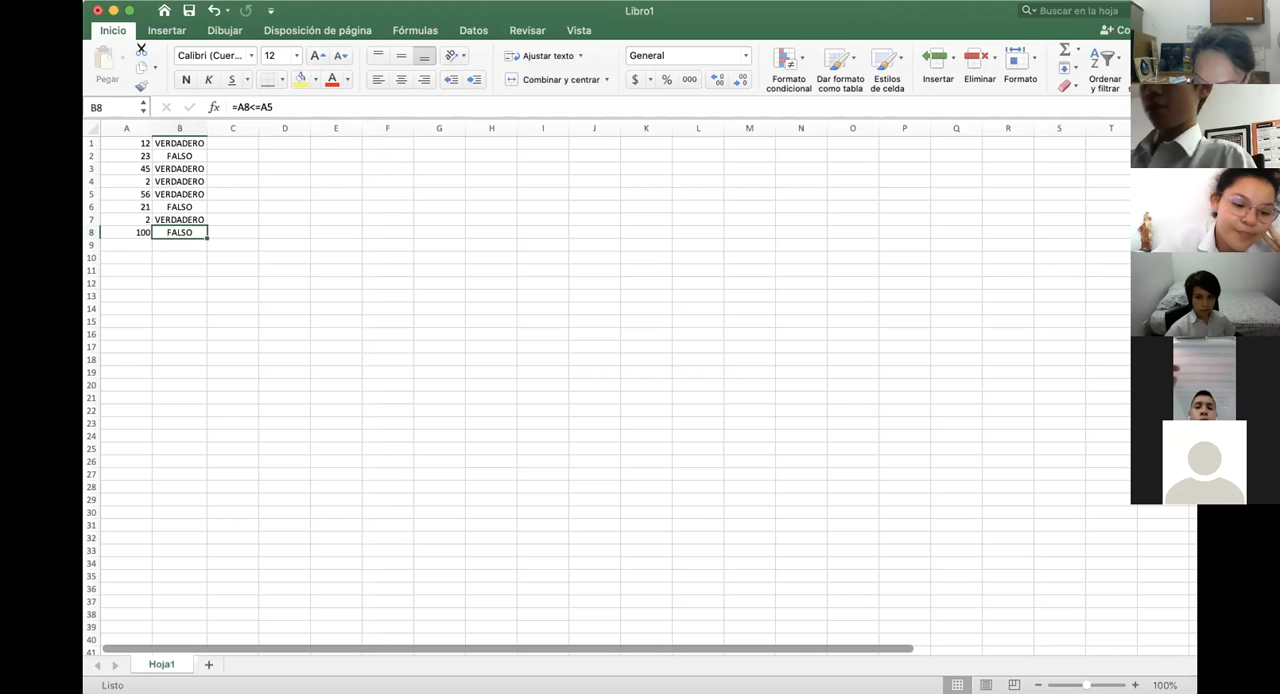 Libro1
Buscar en la hoja
Inicio Insertar Dibujar Disposición de página Fórmulas Datos Revisar Vista
Co
Pegar
Calibri (Cuer... 12 A A
N K S A
Ajustar texto
Combinar y centrar
General
$ % 000
Formato condicional
Dar formato como tabla
Estilos de celda
Insertar
Eliminar
Formato
Ordenar y filtrar
B8 fx =A8<=A5
A B C D E F G H I J K L M N O P Q R S T
1 12 VERDADERO
2 23 FALSO
3 45 VERDADERO
4 2 VERDADERO
5 56 VERDADERO
6 21 FALSO
7 2 VERDADERO
8 100 FALSO
9
10
11
12
13
14
15
16
17
18
19
20
21
22
23
24
25
26
27
28
29
30
31
32
33
34
35
36
37
38
39
40
41
Hoja1
Listo
100%